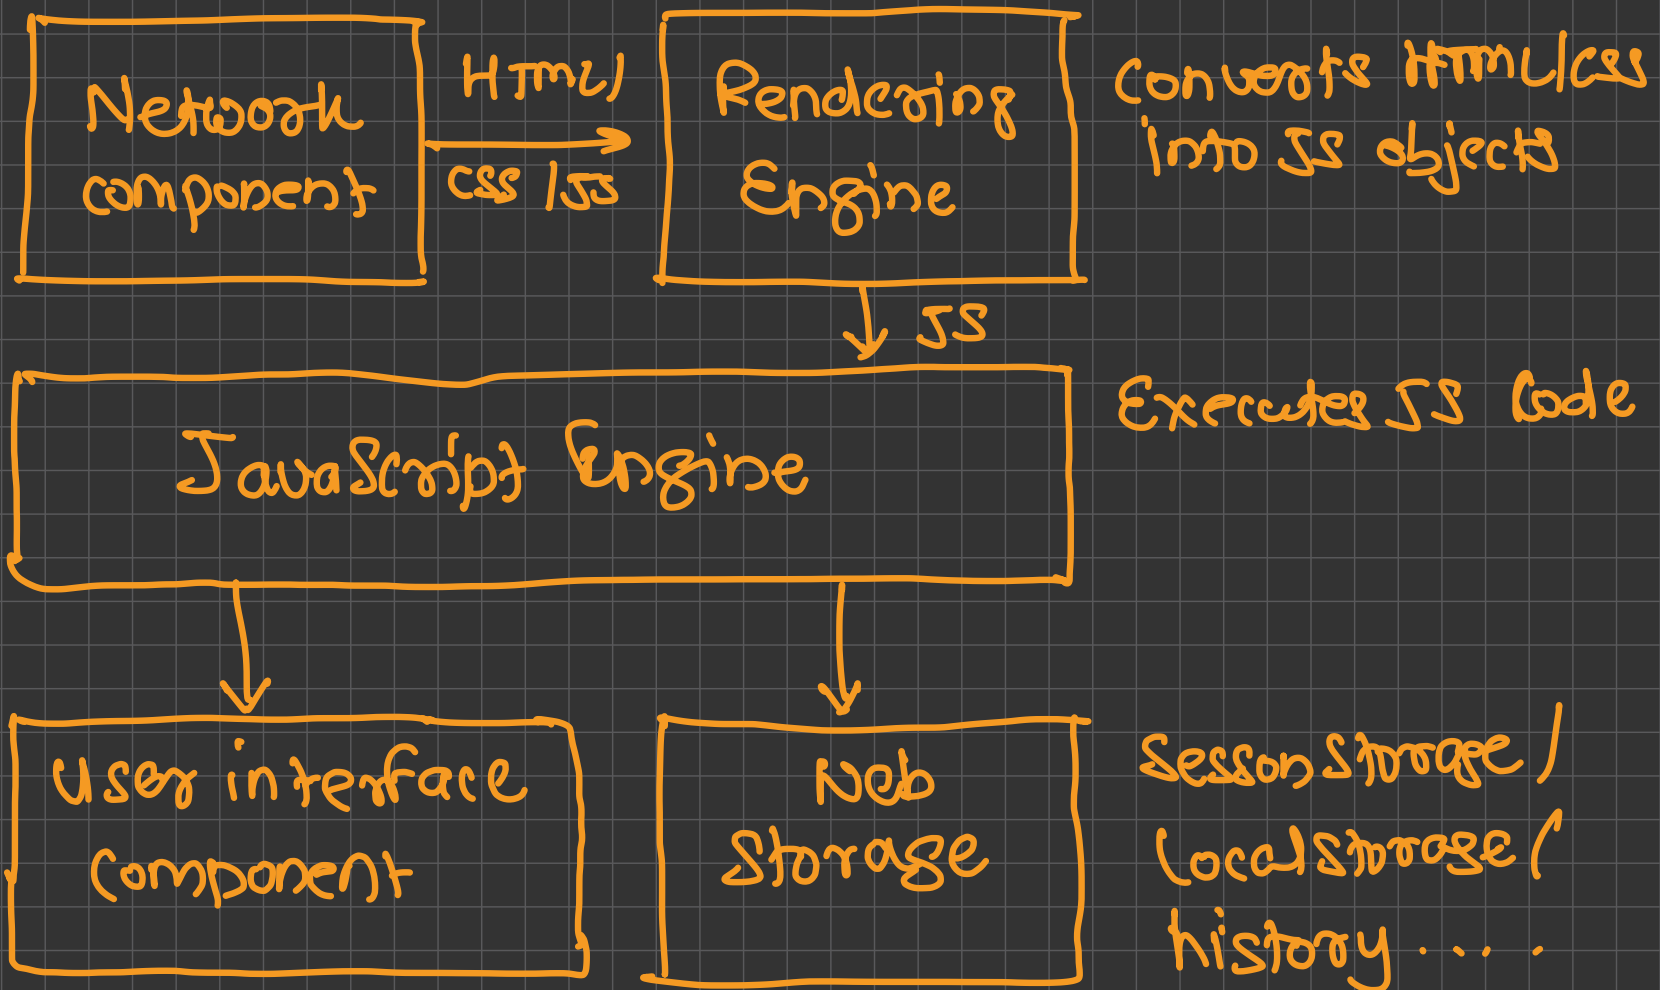 Network
component
HTML/
CSS/JS
Rendering
Engine
Converts HTML/CSS
into JS objects
JS
JavaScript Engine
Executes JS Code
User interface
Component
Web
Storage
Sessonstorage/
Localstorage/
history.....